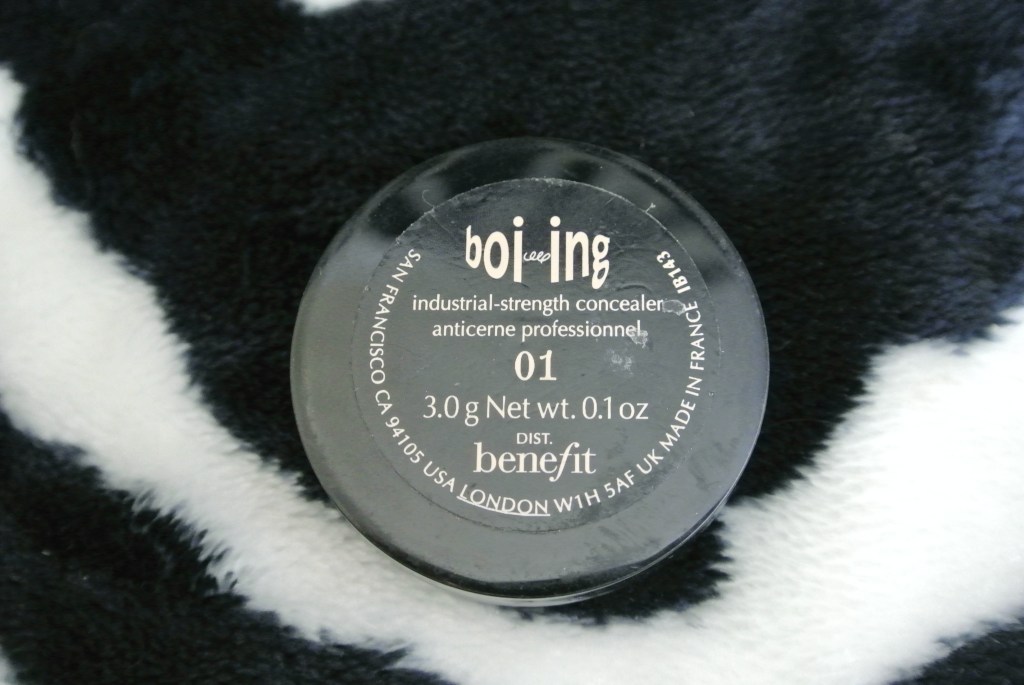 boi-ing
industrial-strength concealer
anticerne professionnel
01
3.0 g Net wt. 0.1 oz
DIST.
benefit
SAN FRANCISCO CA 94105 USA LONDON W1H 5AF UK MADE IN FRANCE IB143